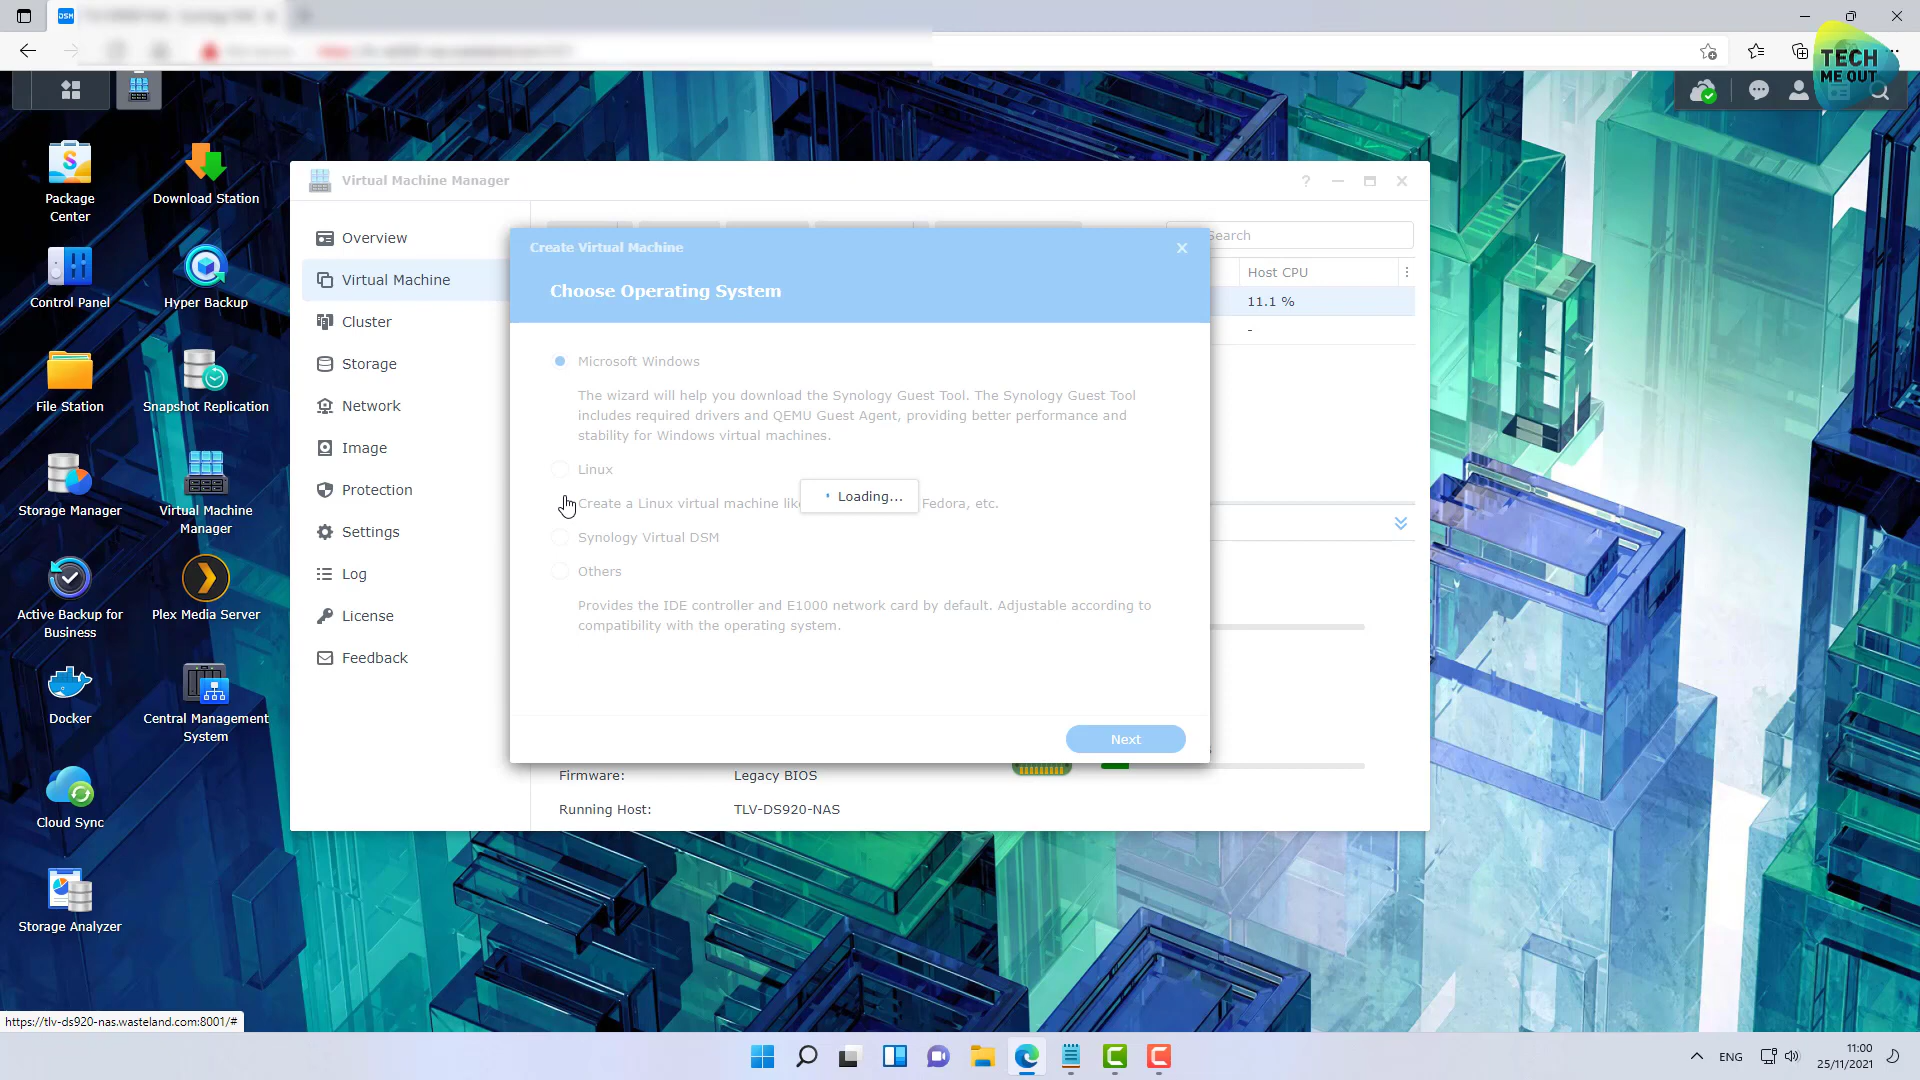 DSM
TECH
ME OUT
Package
Center
Download Station
Control Panel
Hyper Backup
File Station
Snapshot Replication
Storage Manager
Virtual Machine
Manager
Active Backup for
Business
Plex Media Server
Docker
Central Management
System
Cloud Sync
Storage Analyzer
Virtual Machine Manager
Overview
Virtual Machine
Cluster
Storage
Network
Image
Protection
Settings
Log
License
Feedback
Search
Host CPU
11.1 %
-
Create Virtual Machine
Choose Operating System
Microsoft Windows
The wizard will help you download the Synology Guest Tool. The Synology Guest Tool
includes required drivers and QEMU Guest Agent, providing better performance and
stability for Windows virtual machines.
Linux
Create a Linux virtual machine like
Fedora, etc.
Loading...
Synology Virtual DSM
Others
Provides the IDE controller and E1000 network card by default. Adjustable according to
compatibility with the operating system.
Next
Firmware:
Legacy BIOS
Running Host:
TLV-DS920-NAS
https://tlv-ds920-nas.wasteland.com:8001/#
ENG
11:00
25/11/2021